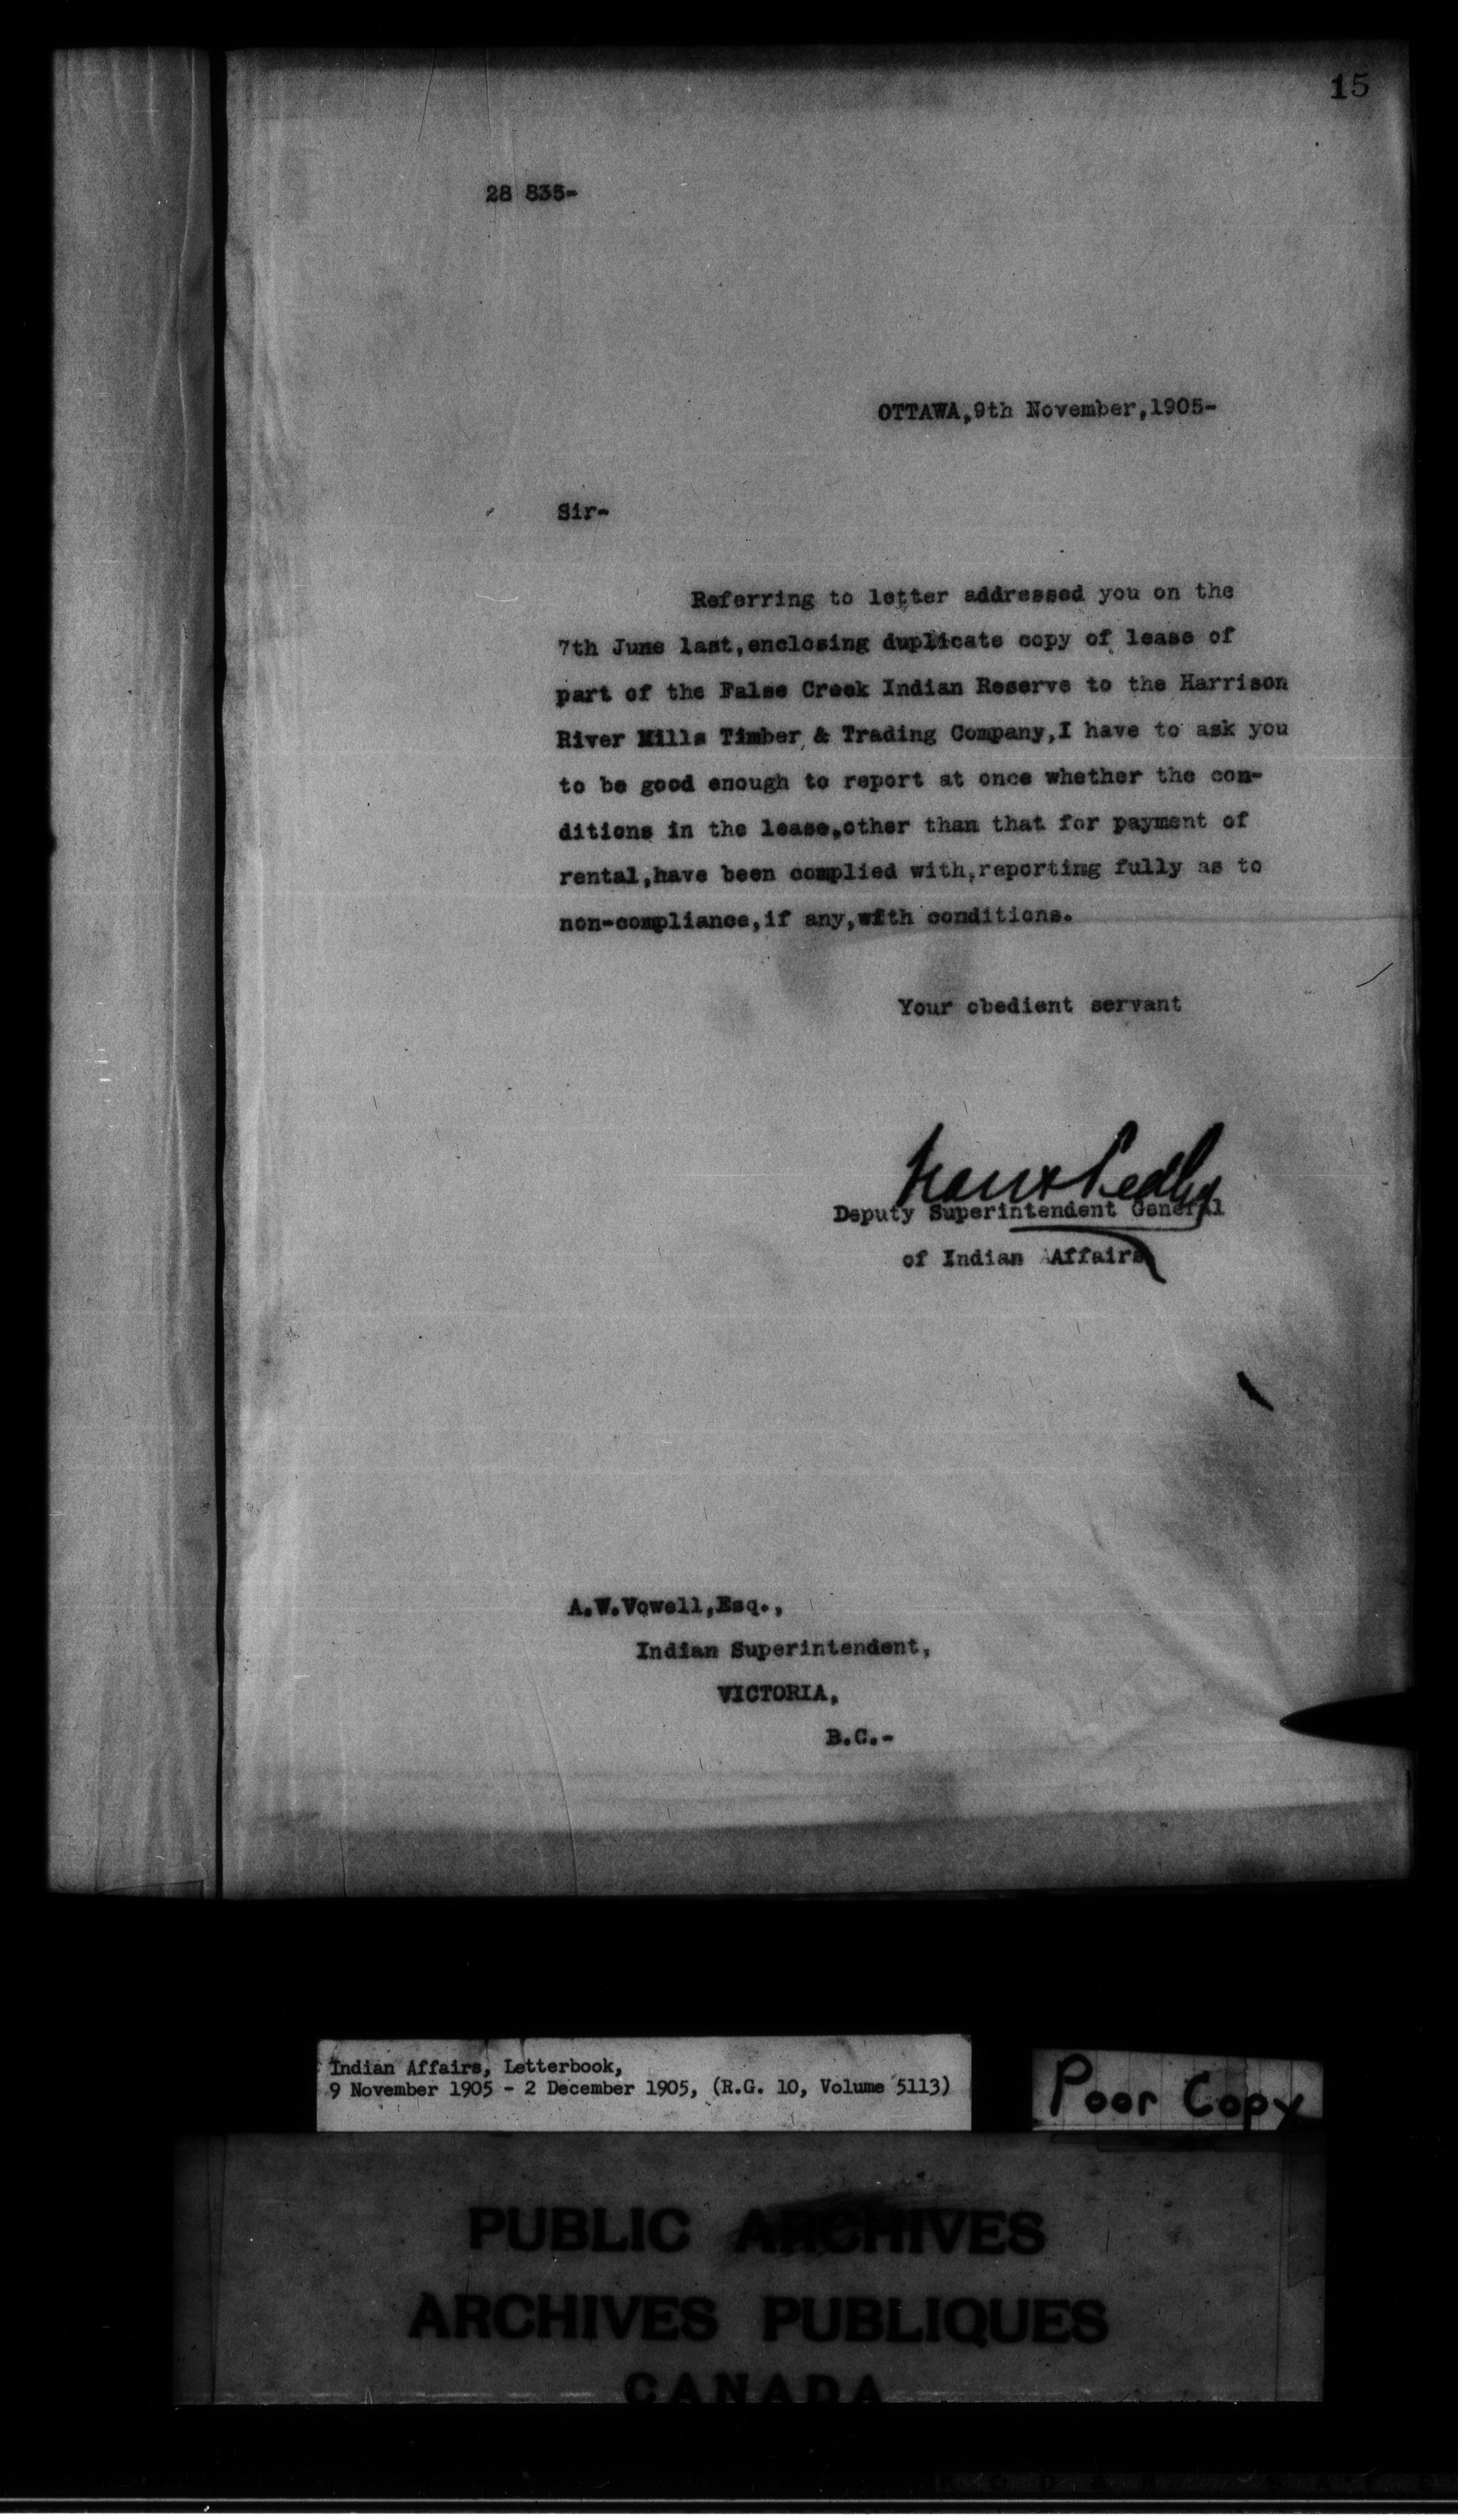 15
28 835-
OTTAWA,9th November,1905-
Sir-
Referring to letter addressed you on the
7th June last,enclosing duplicate copy of lease of
part of the False Creek Indian Reserve to the Harrison
River Mills Timber & Trading Company,I have to ask you
to be good enough to report at once whether the con-
ditions in the lease,other than that for payment of
rental,have been complied with,reporting fully as to
non-compliance,if any,with conditions.
Your obedient servant
Frank Pedley
Deputy Superintendent General
of Indian Affairs
A.W.Vowell,Esq.,
Indian Superintendent,
VICTORIA,
B.C.-
Indian Affairs, Letterbook,
9 November 1905 - 2 December 1905, (R.G. 10, Volume 5113)
Poor Copy
PUBLIC ARCHIVES
ARCHIVES PUBLIQUES
CANADA